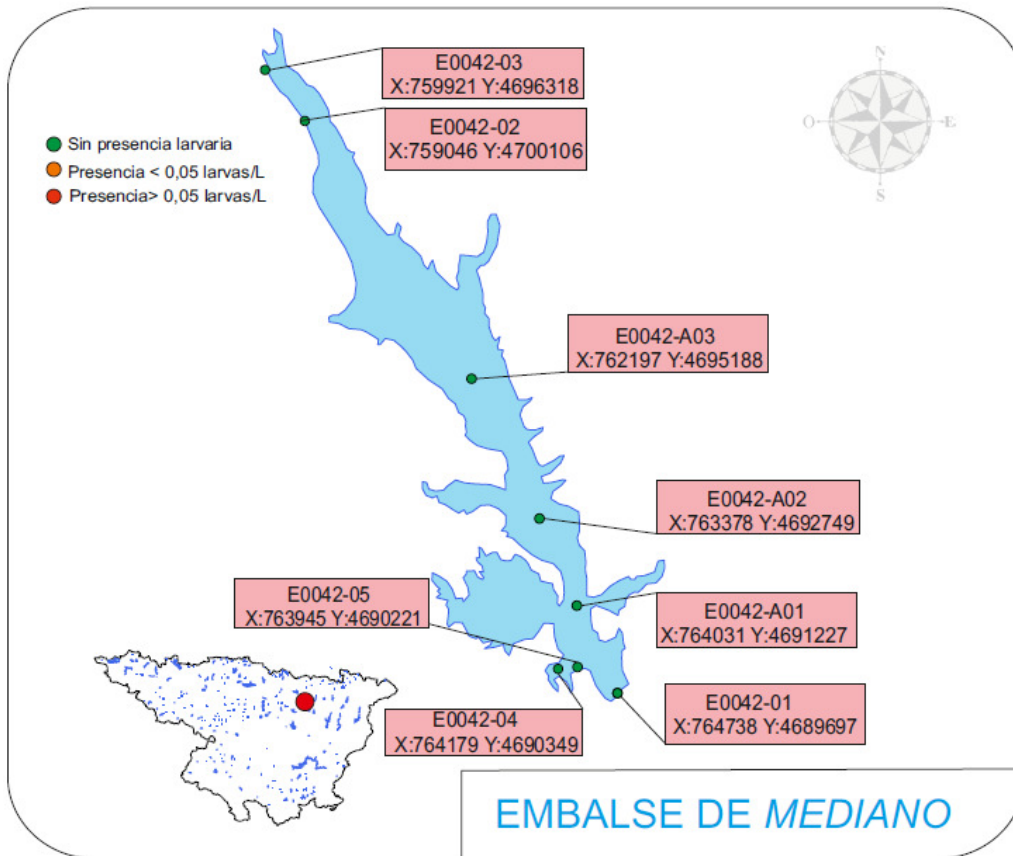 E0042-03
X:759921 Y:4696318
E0042-02
X:759046 Y:4700106
N
O
E
S
Sin presencia larvaria
Presencia < 0,05 larvas/L
Presencia> 0,05 larvas/L
E0042-A03
X:762197 Y:4695188
E0042-A02
X:763378 Y:4692749
E0042-05
X:763945 Y:4690221
E0042-A01
X:764031 Y:4691227
E0042-01
X:764738 Y:4689697
E0042-04
X:764179 Y:4690349
EMBALSE DE MEDIANO